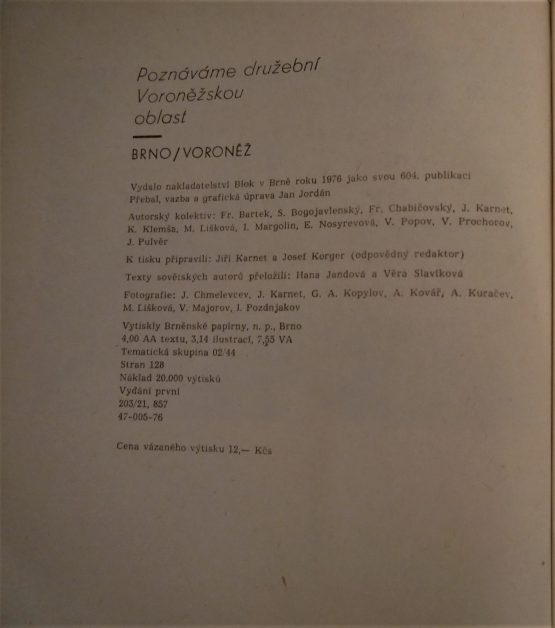 Poznáváme družební
Voroněžskou
oblast
BRNO/VORONĚŽ
Vydalo nakladatelství Blok v Brně roku 1976 jako svou 604. publikaci
Přebal, vazba a grafická úprava Jan Jordán
Autorský kolektiv: Fr. Bartek, S. Bogojavlenský, Fr. Chabičovský, J. Karnet,
K. Klemša, M. Lišková, I. Margolin, E. Nosyrevová, V. Popov, V. Prochorov,
J. Pulvér
K tisku připravili: Jiří Karnet a Josef Korger (odpovědný redaktor)
Texty sovětských autorů přeložili: Hana Jandová a Věra Slavíková
Fotografie: J. Chmelevcev, J. Karnet, G. A. Kopylov, A. Kovář, A. Kuračev,
M. Lišková, V. Majorov, I. Pozdnjakov
Vytiskly Brněnské papírny, n. p., Brno
4,00 AA textu, 3,14 ilustrací, 7,55 VA
Tematická skupina 02/44
Stran 128
Náklad 20.000 výtisků
Vydání první
203/21, 857
47-005-76
Cena vázaného výtisku 12,— Kčs